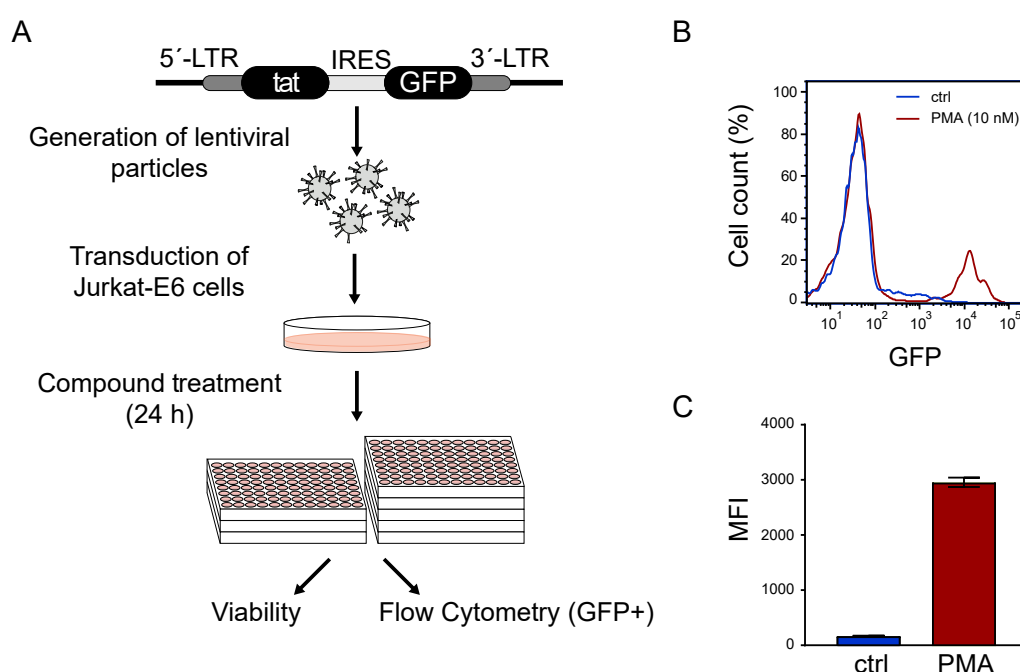 A
5´-LTR
IRES
3´-LTR
tat
GFP
Generation of lentiviral
particles
Transduction of
Jurkat-E6 cells
Compound treatment
(24 h)
Viability
Flow Cytometry (GFP+)
B
ctrl
PMA (10 nM)
Cell count (%)
100
80
60
40
20
0
10¹
10²
10³
10⁴
10⁵
GFP
C
MFI
4000
3000
2000
1000
0
ctrl
PMA